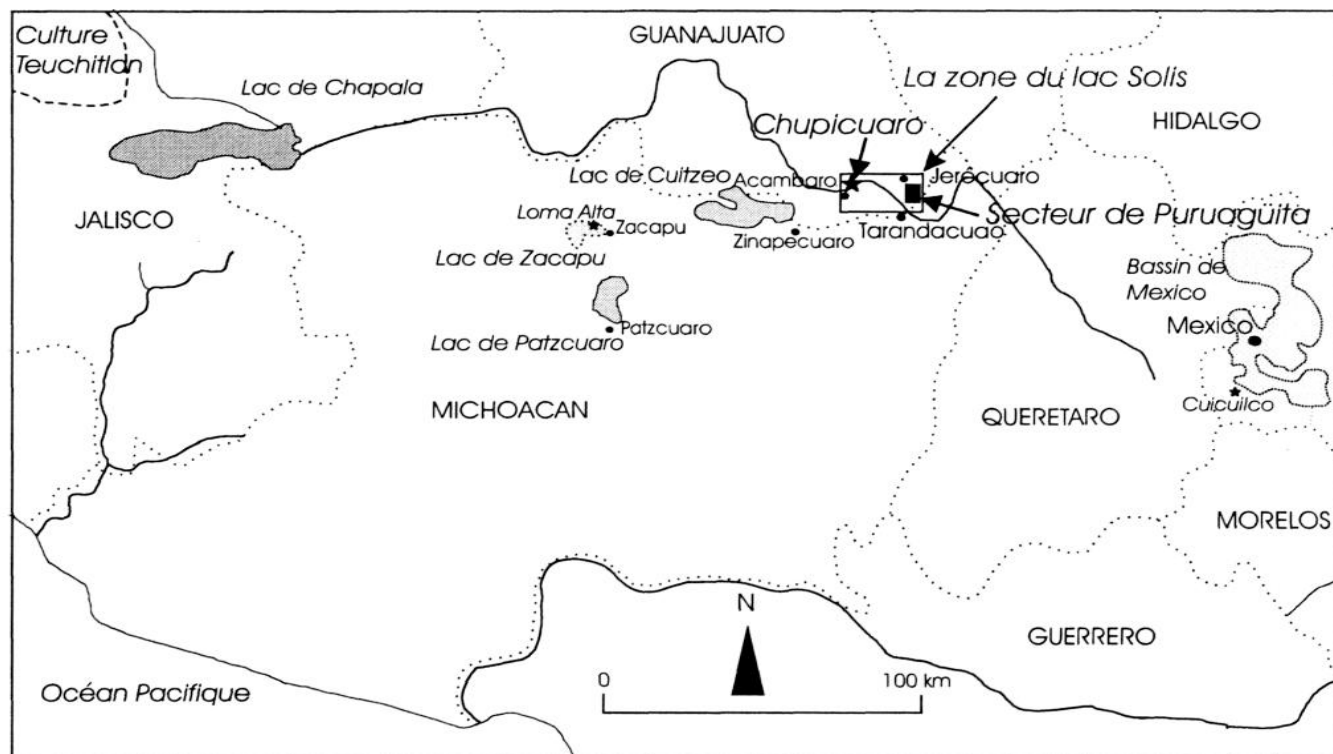 Culture
Teuchitlan
GUANAJUATO
Lac de Chapala
La zone du lac Solis
Chupicuaro
HIDALGO
Lac de Cuitzeo
Acambaro
Jerécuaro
JALISCO
Loma Alta
Zacapu
Secteur de Puruagüita
Zinapecuaro
Tarandacuao
Lac de Zacapu
Bassin de
Mexico
Mexico
Patzcuaro
Lac de Patzcuaro
MICHOACAN
QUERETARO
Cuicuilco
MORELOS
N
GUERRERO
Océan Pacifique
0
100 km